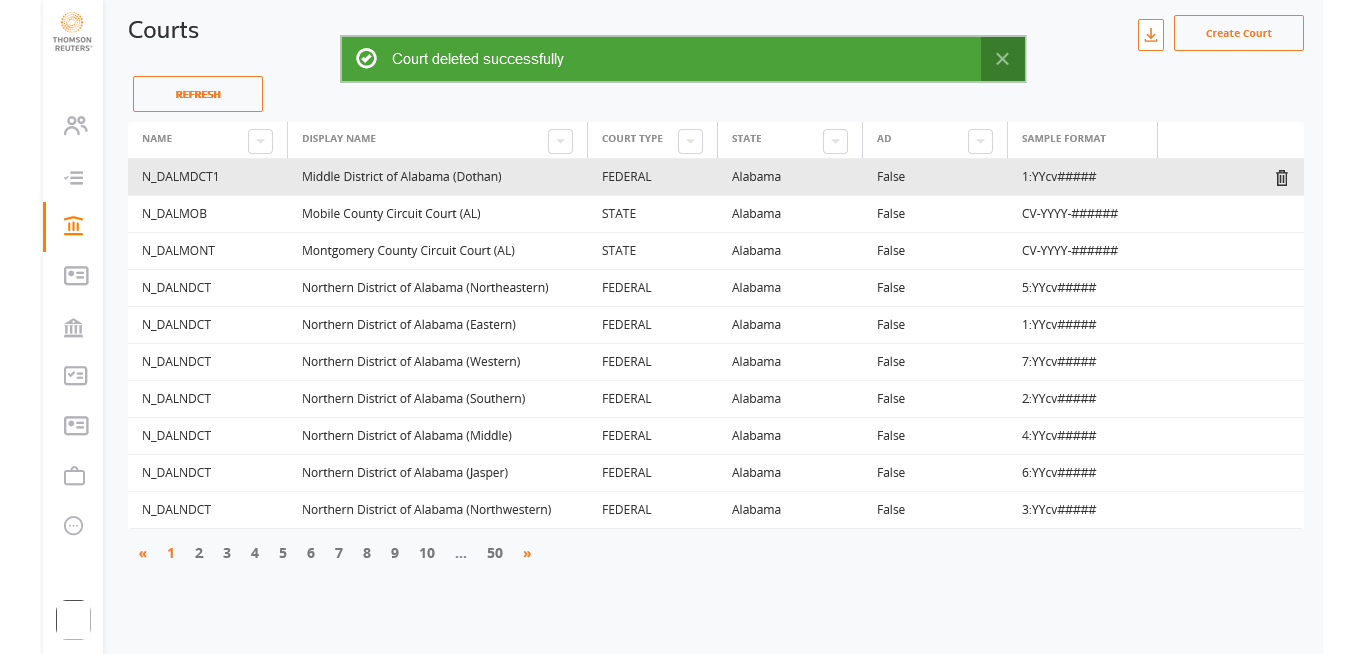 THOMSON
REUTERS®
Courts
Court deleted successfully
Create Court
REFRESH
NAME DISPLAY NAME COURT TYPE STATE AD SAMPLE FORMAT
N_DALMDCT1 Middle District of Alabama (Dothan) FEDERAL Alabama False 1:YYcv#####
N_DALMOB Mobile County Circuit Court (AL) STATE Alabama False CV-YYYY-######
N_DALMONT Montgomery County Circuit Court (AL) STATE Alabama False CV-YYYY-######
N_DALNDCT Northern District of Alabama (Northeastern) FEDERAL Alabama False 5:YYcv#####
N_DALNDCT Northern District of Alabama (Eastern) FEDERAL Alabama False 1:YYcv#####
N_DALNDCT Northern District of Alabama (Western) FEDERAL Alabama False 7:YYcv#####
N_DALNDCT Northern District of Alabama (Southern) FEDERAL Alabama False 2:YYcv#####
N_DALNDCT Northern District of Alabama (Middle) FEDERAL Alabama False 4:YYcv#####
N_DALNDCT Northern District of Alabama (Jasper) FEDERAL Alabama False 6:YYcv#####
N_DALNDCT Northern District of Alabama (Northwestern) FEDERAL Alabama False 3:YYcv#####
« 1 2 3 4 5 6 7 8 9 10 ... 50 »